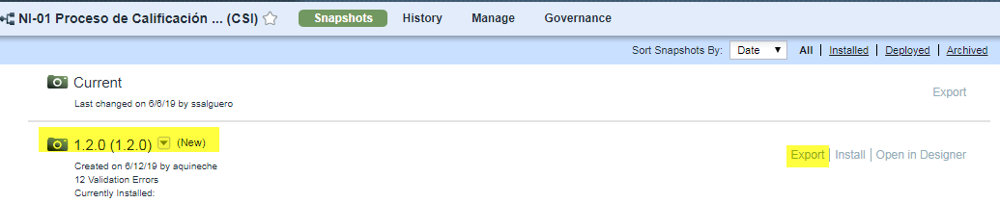 NI-01 Proceso de Calificación ... (CSI) Snapshots History Manage Governance
Sort Snapshots By: Date All Installed Deployed Archived
Current
Last changed on 6/6/19 by ssalguero
Export
1.2.0 (1.2.0) (New)
Export Install Open in Designer
Created on 6/12/19 by aquineche
12 Validation Errors
Currently Installed: